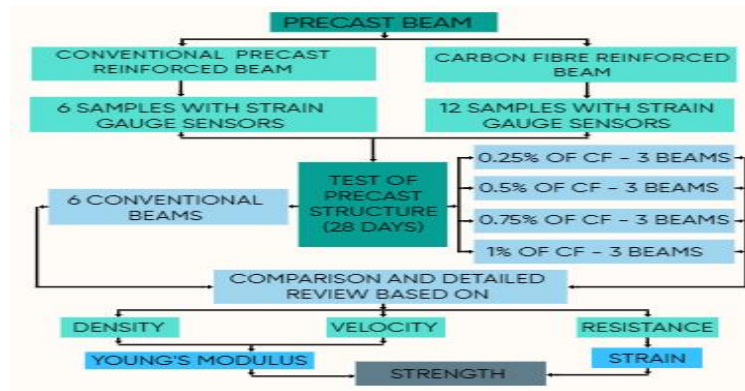 PRECAST BEAM
CONVENTIONAL PRECAST
REINFORCED BEAM
CARBON FIBRE REINFORCED
BEAM
6 SAMPLES WITH STRAIN
GAUGE SENSORS
12 SAMPLES WITH STRAIN
GAUGE SENSORS
6 CONVENTIONAL
BEAMS
TEST OF
PRECAST
STRUCTURE
(28 DAYS)
0.25% OF CF - 3 BEAMS
0.5% OF CF - 3 BEAMS
0.75% OF CF - 3 BEAMS
1% OF CF - 3 BEAMS
COMPARISON AND DETAILED
REVIEW BASED ON
DENSITY
VELOCITY
RESISTANCE
YOUNG'S MODULUS
STRAIN
STRENGTH